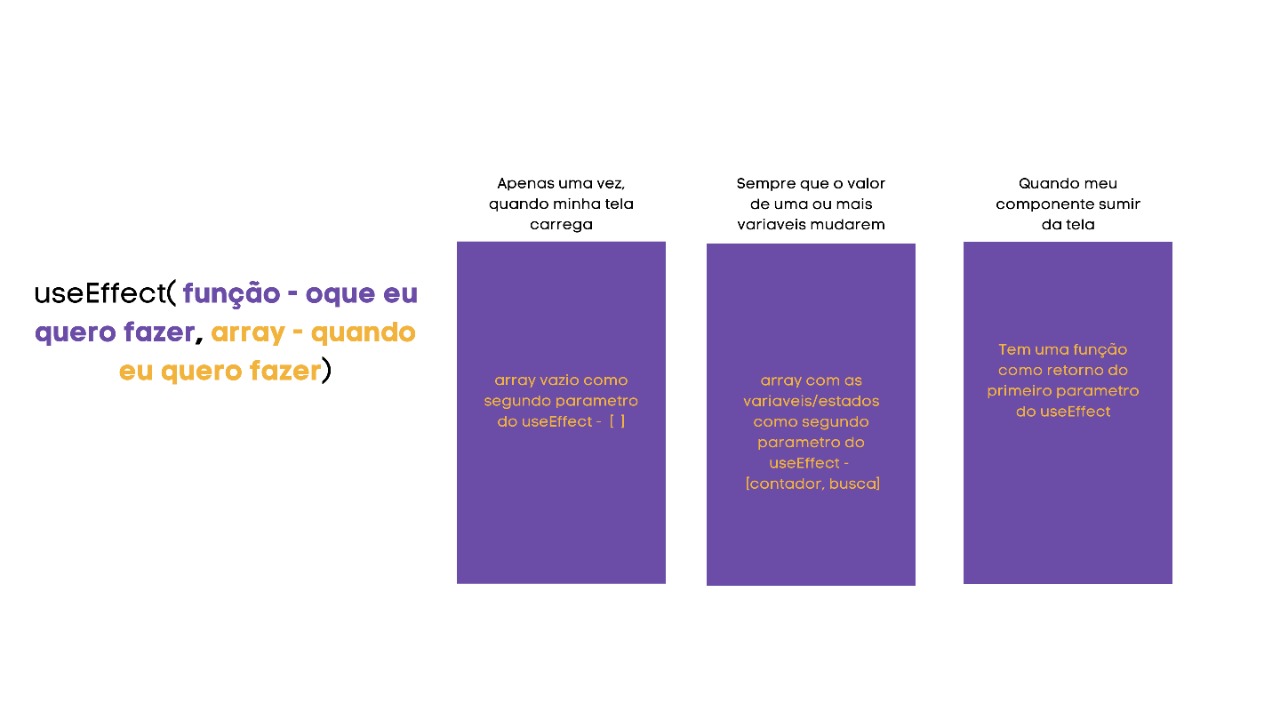 useEffect( função - oque eu
quero fazer, array - quando
eu quero fazer)
Apenas uma vez,
quando minha tela
carrega
array vazio como
segundo parametro
do useEffect - [ ]
Sempre que o valor
de uma ou mais
variaveis mudarem
array com as
variaveis/estados
como segundo
parametro do
useEffect -
[contador, busca]
Quando meu
componente sumir
da tela
Tem uma função
como retorno do
primeiro parametro
do useEffect